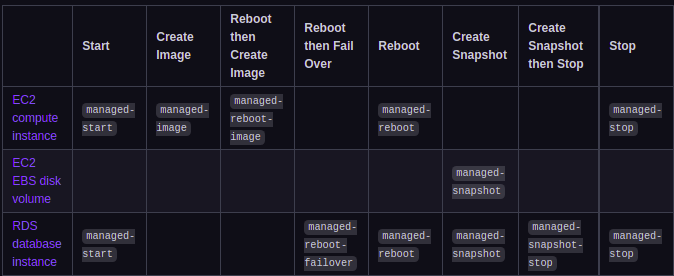 Start
Create
Image
Reboot
then
Create
Image
Reboot
then Fail
Over
Reboot
Create
Snapshot
Create
Snapshot
then Stop
Stop
EC2
compute
instance
managed-
start
managed-
image
managed-
reboot-
image
managed-
reboot
managed-
stop
EC2
EBS disk
volume
managed-
snapshot
RDS
database
instance
managed-
start
managed-
reboot-
failover
managed-
reboot
managed-
snapshot
managed-
snapshot-
stop
managed-
stop